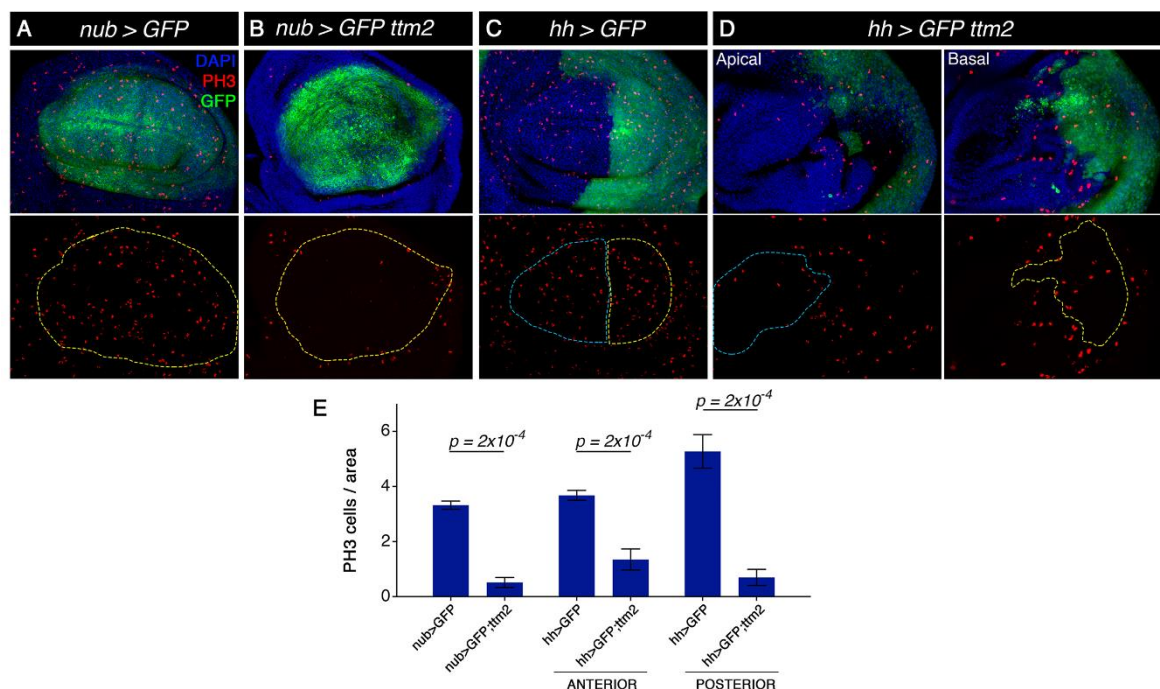 A nub > GFP
B nub > GFP ttm2
C hh > GFP
D hh > GFP ttm2
DAPI
PH3
GFP
Apical
Basal
E
p = 2x10-4
p = 2x10-4
p = 2x10-4
PH3 cells / area
6
4
2
0
nub>GFP
nub>GFP;ttm2
hh>GFP
hh>GFP;ttm2
hh>GFP
hh>GFP;ttm2
ANTERIOR
POSTERIOR